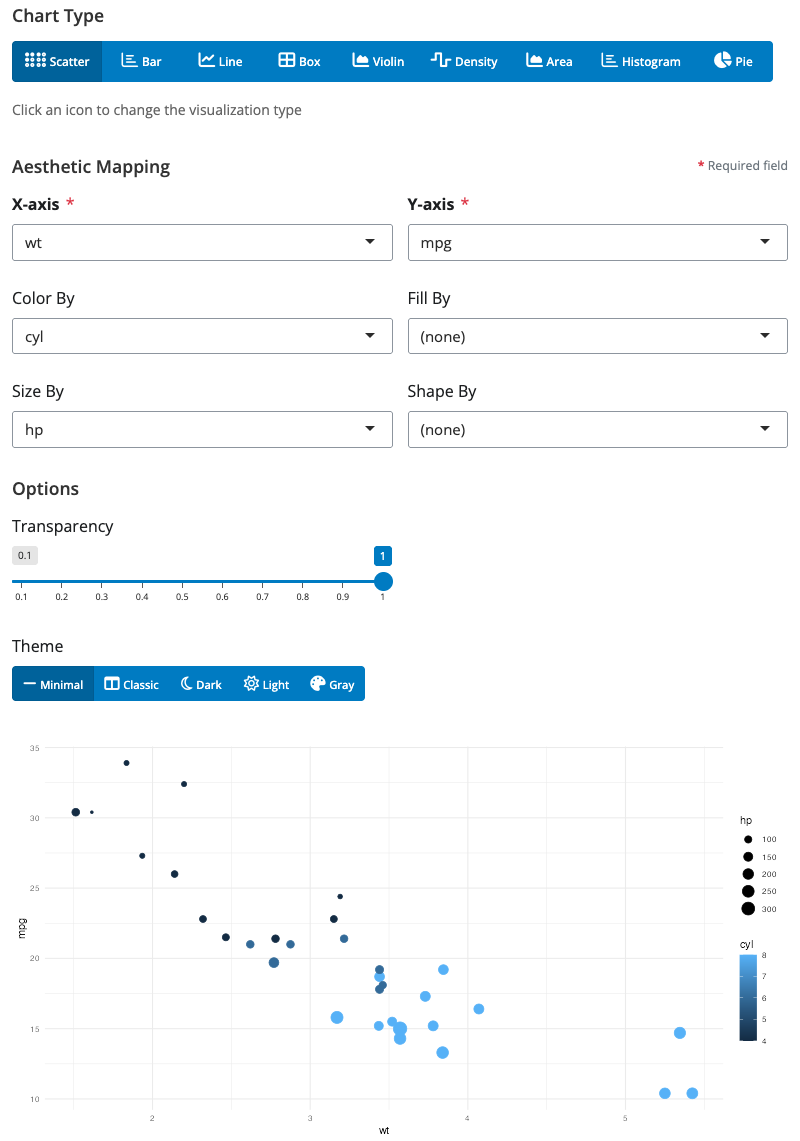 Chart Type
Scatter Bar Line Box Violin Density Area Histogram Pie
Click an icon to change the visualization type
Aesthetic Mapping * Required field
X-axis * Y-axis *
wt mpg
Color By Fill By
cyl (none)
Size By Shape By
hp (none)
Options
Transparency
0.1 1
0.1 0.2 0.3 0.4 0.5 0.6 0.7 0.8 0.9 1
Theme
Minimal Classic Dark Light Gray
35
30
25
20
15
10
mpg
2 3 4 5
wt
hp
100
150
200
250
300
cyl
8
7
6
5
4